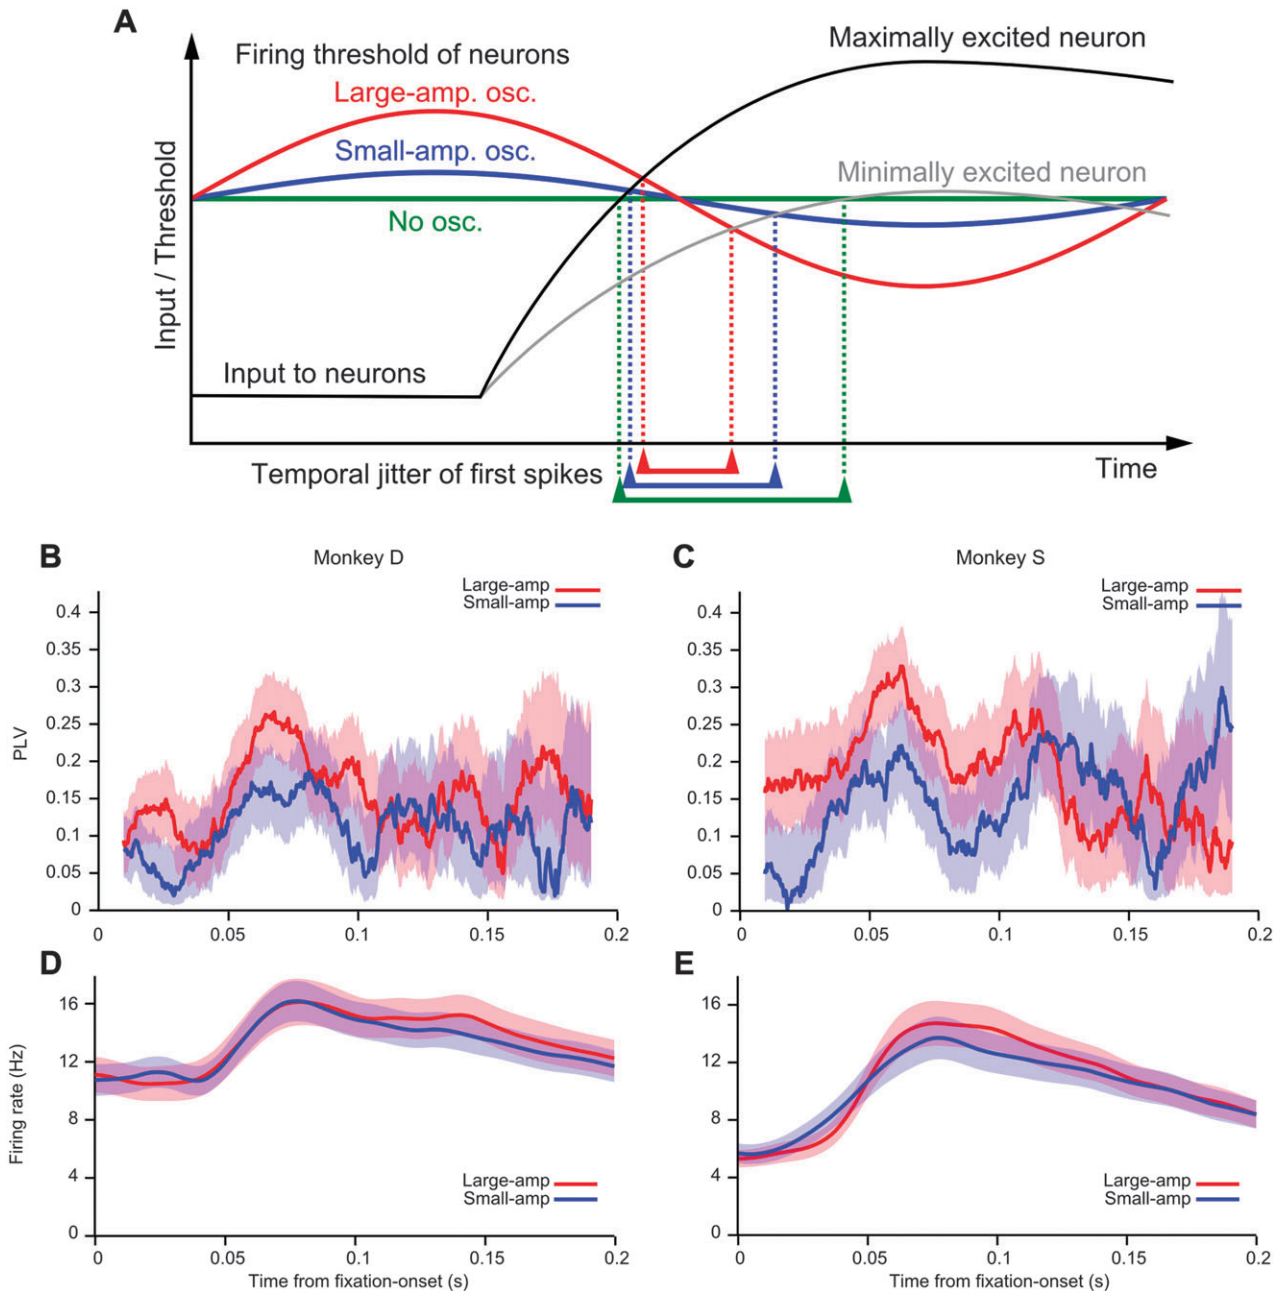 A
Firing threshold of neurons
Large-amp. osc.
Small-amp. osc.
No osc.
Maximally excited neuron
Minimally excited neuron
Input / Threshold
Input to neurons
Temporal jitter of first spikes
Time
B
Monkey D
Large-amp
Small-amp
0.4
0.35
0.3
0.25
0.2
0.15
0.1
0.05
0
PLV
0
0.05
0.1
0.15
0.2
C
Monkey S
Large-amp
Small-amp
0.4
0.35
0.3
0.25
0.2
0.15
0.1
0.05
0
0
0.05
0.1
0.15
0.2
D
16
12
8
4
0
Firing rate (Hz)
Large-amp
Small-amp
0
0.05
0.1
0.15
0.2
Time from fixation-onset (s)
E
16
12
8
4
0
Large-amp
Small-amp
0
0.05
0.1
0.15
0.2
Time from fixation-onset (s)